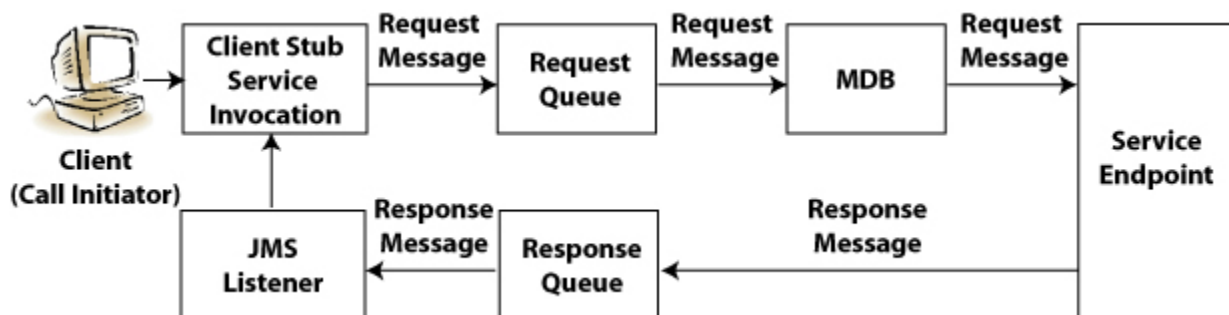 Client Stub
Service
Invocation
Request
Message
Request
Queue
Request
Message
MDB
Request
Message
Service
Endpoint
Client
(Call Initiator)
JMS
Listener
Response
Message
Response
Queue
Response
Message